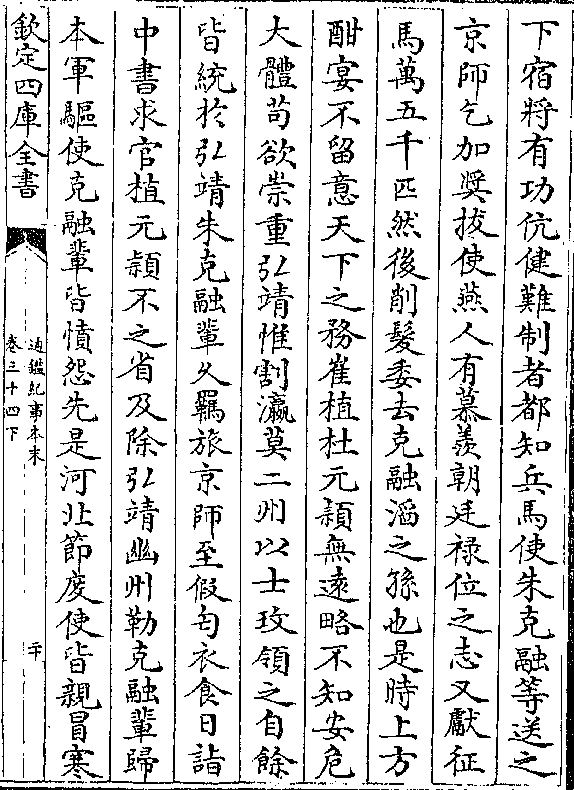 下宿將有功伉健難制者都知兵馬使朱克融等送之
京師乞加奬拔使燕人有慕羨朝廷禄位之志又獻征
馬萬五千匹然後削髮委去克融滔之孫也是時上方
酣宴不留意天下之務崔植杜元頴無逺略不知安危
大體苟欲崇重弘靖惟割瀛莫二州以士玫領之自餘
皆統於弘靖朱克融輩久羈旅京師至假匄衣食日詣
中書求官植元頴不之省及除弘靖幽州勒克融輩歸
本軍驅使克融輩皆憤怨先是河北節度使皆親冒寒
欽定四庫全書
通鑑紀事本末
卷三十四下
二十